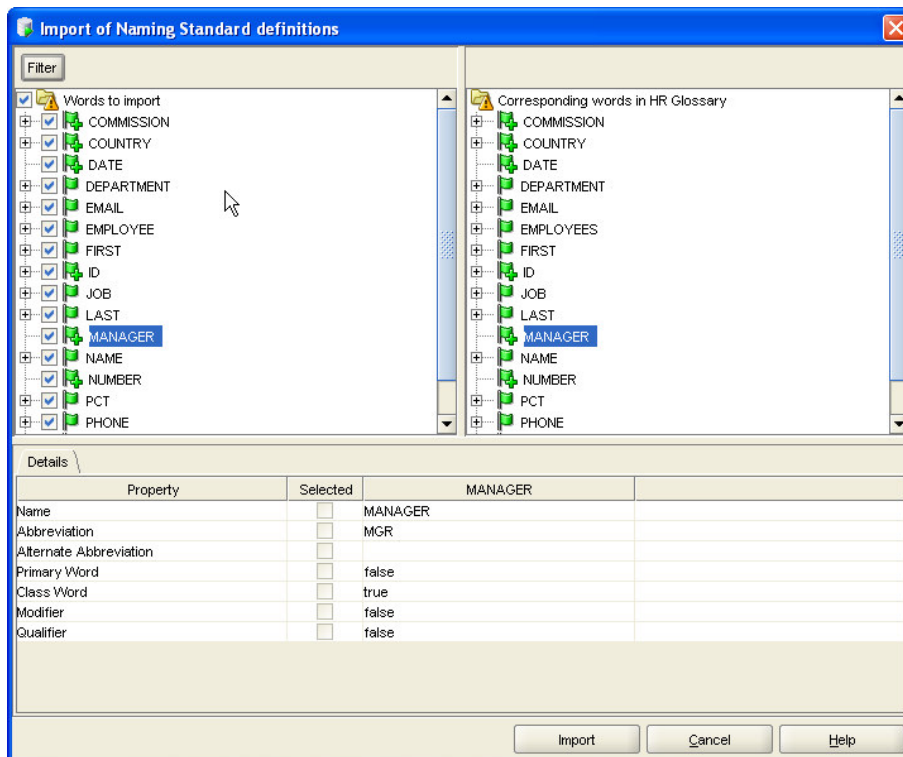 Import of Naming Standard definitions
Filter
Words to import
COMMISSION
COUNTRY
DATE
DEPARTMENT
EMAIL
EMPLOYEE
FIRST
ID
JOB
LAST
MANAGER
NAME
NUMBER
PCT
PHONE
Corresponding words in HR Glossary
COMMISSION
COUNTRY
DATE
DEPARTMENT
EMAIL
EMPLOYEES
FIRST
ID
JOB
LAST
MANAGER
NAME
NUMBER
PCT
PHONE
Details
Property Selected MANAGER
Name MANAGER
Abbreviation MGR
Alternate Abbreviation
Primary Word false
Class Word true
Modifier false
Qualifier false
Import Cancel Help